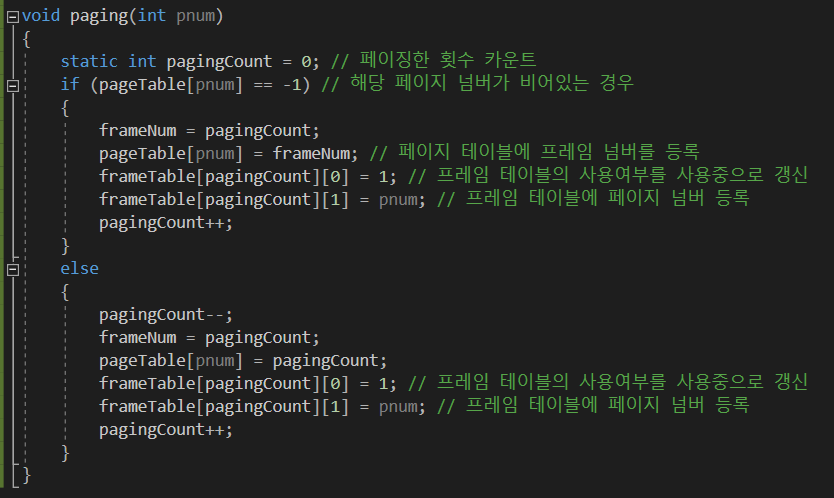 void paging(int pnum)
{
static int pagingCount = 0; // 페이징한 횟수 카운트
if (pageTable[pnum] == -1) // 해당 페이지 넘버가 비어있는 경우
{
frameNum = pagingCount;
pageTable[pnum] = frameNum; // 페이지 테이블에 프레임 넘버를 등록
frameTable[pagingCount][0] = 1; // 프레임 테이블의 사용여부를 사용중으로 갱신
frameTable[pagingCount][1] = pnum; // 프레임 테이블에 페이지 넘버 등록
pagingCount++;
}
else
{
pagingCount--;
frameNum = pagingCount;
pageTable[pnum] = pagingCount;
frameTable[pagingCount][0] = 1; // 프레임 테이블의 사용여부를 사용중으로 갱신
frameTable[pagingCount][1] = pnum; // 프레임 테이블에 페이지 넘버 등록
pagingCount++;
}
}